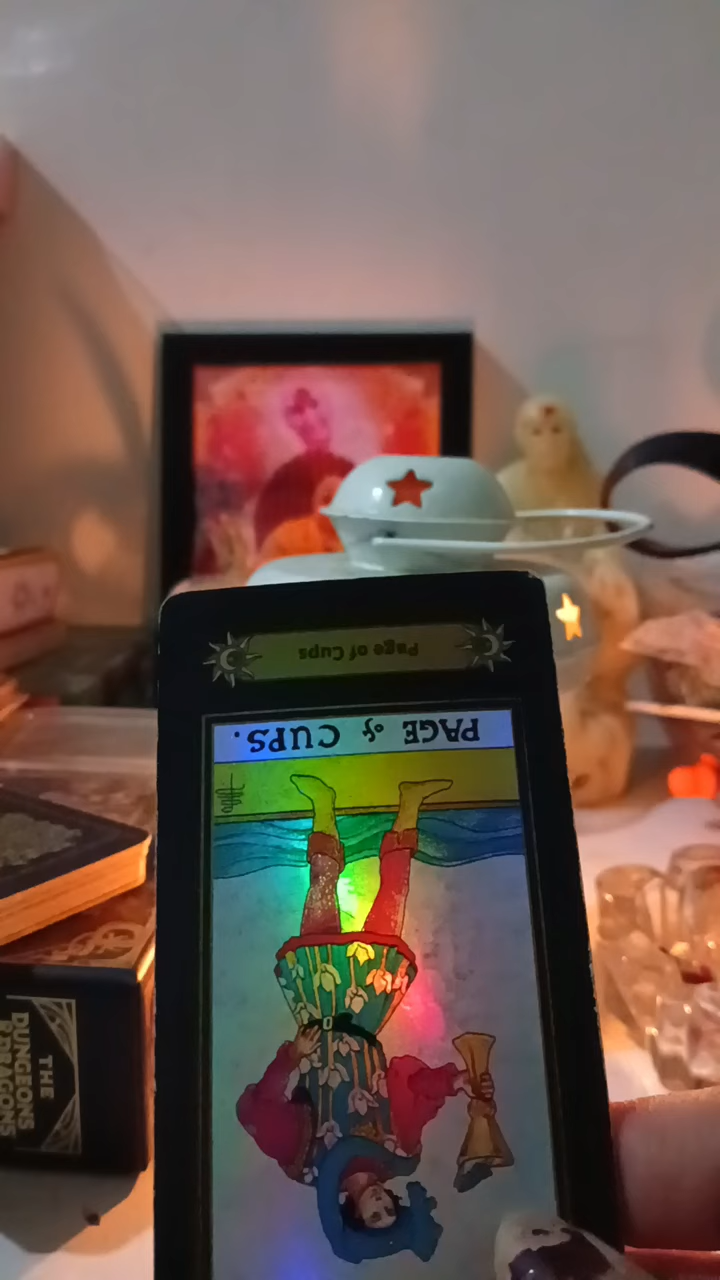 Page of Cups
PAGE of CUPS.
THE
DUNGEONS
& DRAGONS